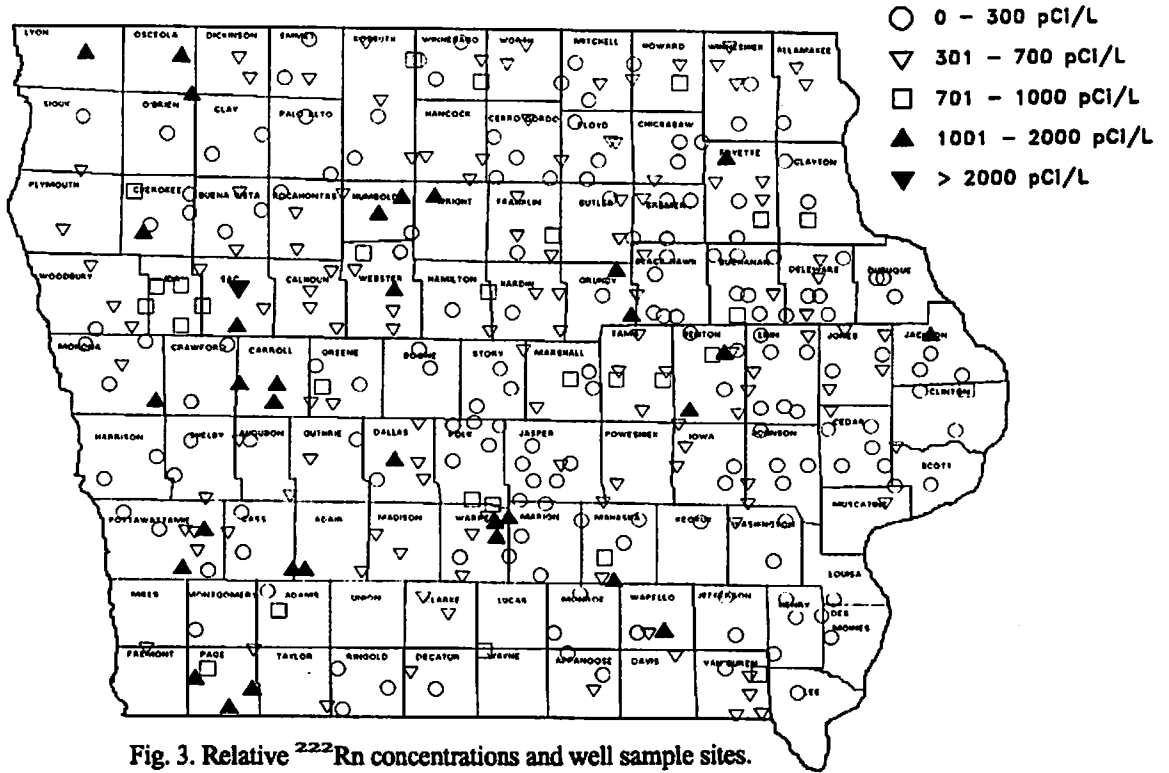 ○ 0 – 300 pCi/L
▽ 301 – 700 pCi/L
□ 701 – 1000 pCi/L
▲ 1001 – 2000 pCi/L
▼ > 2000 pCi/L
LYON
OSCEOLA
DICKINSON
EMMET
KOSSUTH
WINNEBAGO
WORTH
MITCHELL
HOWARD
WINNESHIEK
ALLAMAKEE
SIOUX
O'BRIEN
CLAY
PALO ALTO
HANCOCK
CERRO GORDO
FLOYD
CHICKASAW
FAYETTE
CLAYTON
PLYMOUTH
CHEROKEE
BUENA VISTA
POCAHONTAS
HUMBOLD
WRIGHT
FRANKLIN
BUTLER
BREMER
WOODBURY
IDA
SAC
CALHOUN
WEBSTER
HAMILTON
HARDIN
GRUNDY
BLACK HAWK
BUCHANAN
DELAWARE
DUBUQUE
MONONA
CRAWFORD
CARROLL
GREENE
BOONE
STORY
MARSHALL
TAMA
BENTON
LINN
JONES
JACKSON
CLINTON
HARRISON
SHELBY
AUDUBON
GUTHRIE
DALLAS
POLK
JASPER
POWESHIEK
IOWA
JOHNSON
CEDAR
SCOTT
MUSCATINE
POTTAWATTAMIE
CASS
ADAIR
MADISON
WARREN
MARION
MAHASKA
KEOKUK
WASHINGTON
LOUISA
MILLS
MONTGOMERY
ADAMS
UNION
CLARKE
LUCAS
MONROE
WAPELLO
JEFFERSON
HENRY
DES
MOINES
FREMONT
PAGE
TAYLOR
RINGOLD
DECATUR
WAYNE
APPANOOSE
DAVIS
VAN BUREN
LEE
Fig. 3. Relative ²²²Rn concentrations and well sample sites.